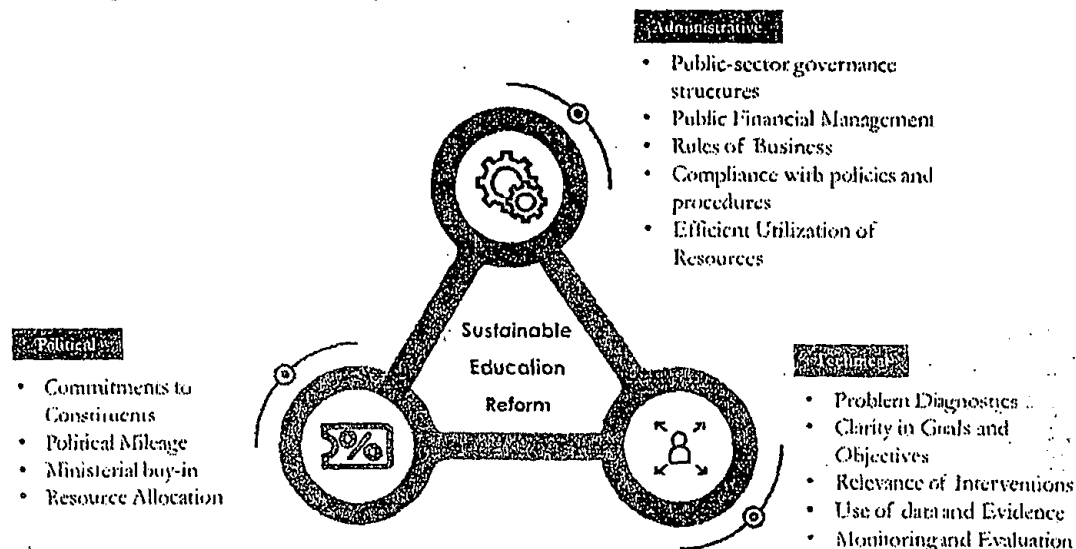 Administrative
• Public-sector governance
structures
• Public Financial Management
• Rules of Business
• Compliance with policies and
procedures
• Efficient Utilization of
Resources
Sustainable
Education
Reform
Political
• Commitments to
Constituents
• Political Mileage
• Ministerial buy-in
• Resource Allocation
Technical
• Problem Diagnostics
• Clarity in Goals and
Objectives
• Relevance of Interventions
• Use of data and Evidence
• Monitoring and Evaluation